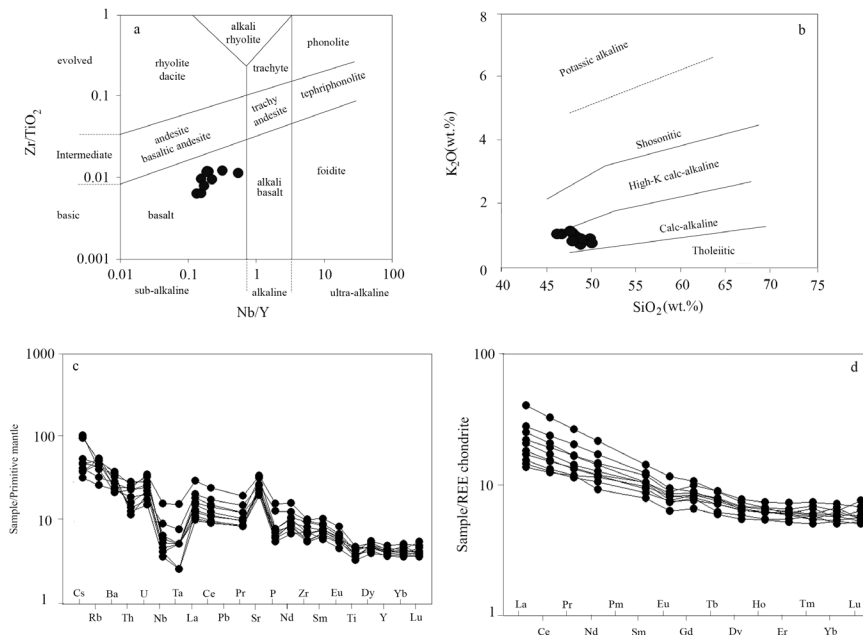 a
1
alkali
rhyolite
phonolite
evolved
rhyolite
dacite
trachyte
Zr/TiO2
0.1
tephriphonolite
trachy
andesite
andesite
basaltic andesite
Intermediate
0.01
alkali
basalt
foidite
basic
basalt
0.001
0.01
0.1
1
10
100
sub-alkaline
alkaline
ultra-alkaline
Nb/Y
b
8
6
4
2
0
K2O(wt.%)
Potassic alkaline
Shosonitic
High-K calc-alkaline
Calc-alkaline
Tholeiitic
40 45 50 55 60 65 70 75
SiO2(wt.%)
c
1000
100
10
1
Sample/Primitive mantle
Cs Ba U Ta Ce Pr Sr P Zr Eu Dy Yb
Rb Th Nb La Pb Nd Sm Ti Y Lu
d
100
10
1
Sample/REE chondrite
La Pr Pm Eu Tb Ho Tm Lu
Ce Nd Sm Gd Dy Er Yb